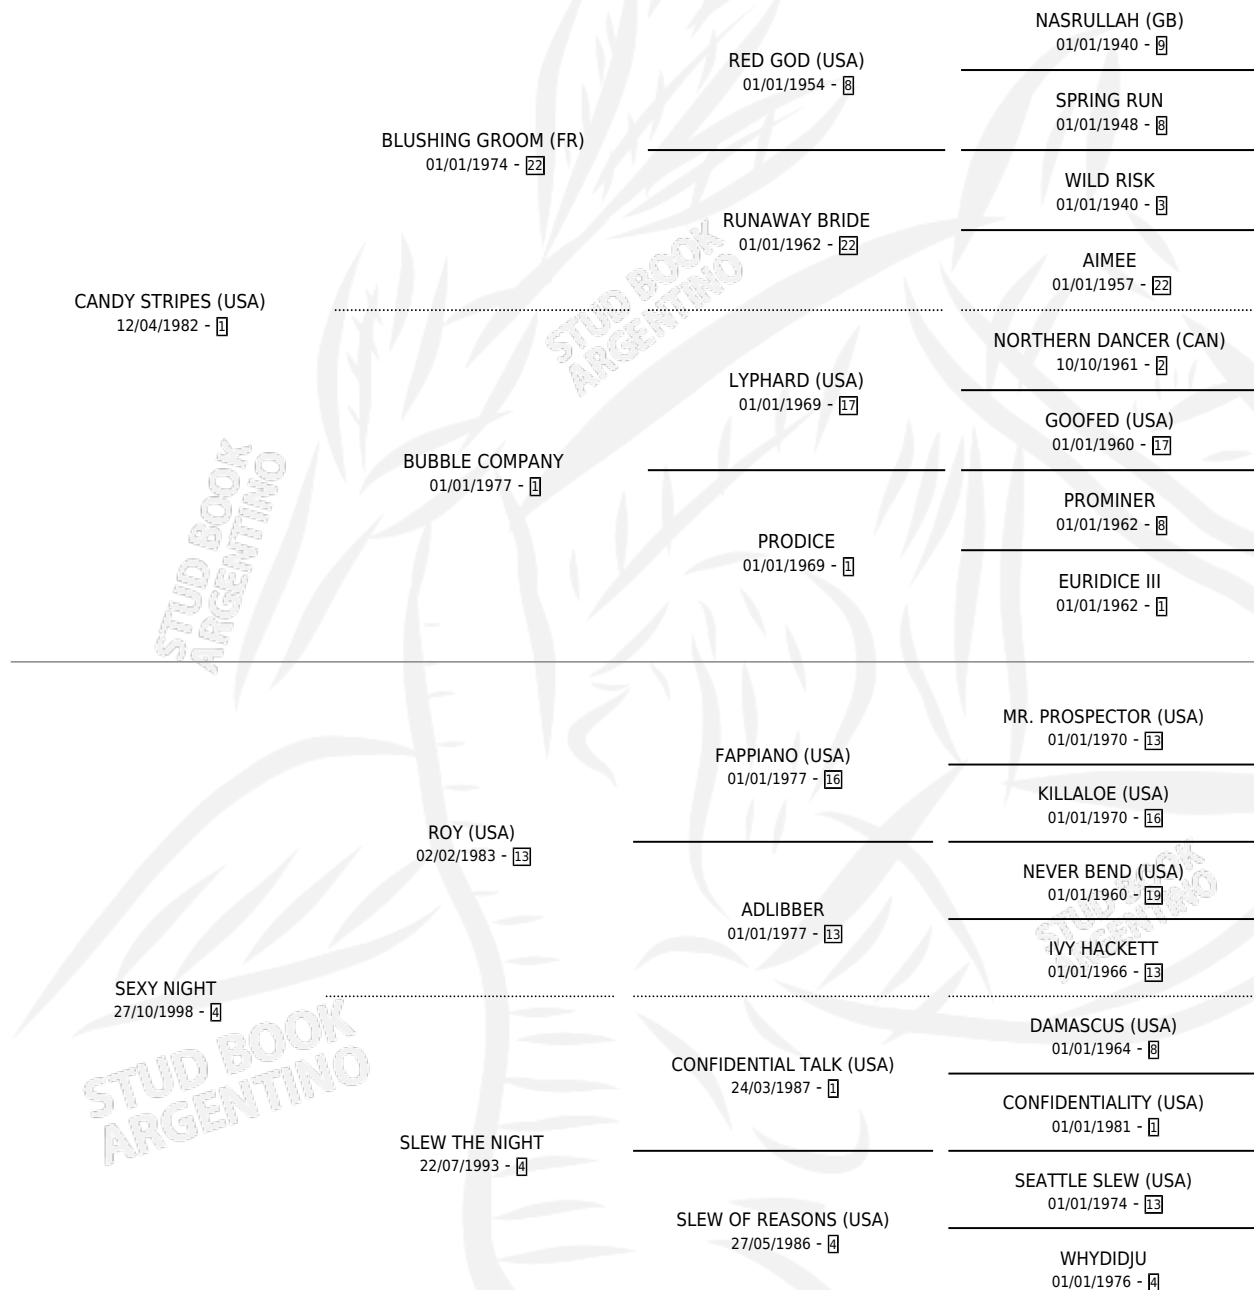 NASRULLAH (GB)
01/01/1940 - 9
RED GOD (USA)
01/01/1954 - 8
SPRING RUN
01/01/1948 - 8
BLUSHING GROOM (FR)
01/01/1974 - 22
WILD RISK
01/01/1940 - 3
RUNAWAY BRIDE
01/01/1962 - 22
AIMEE
01/01/1957 - 22
CANDY STRIPES (USA)
12/04/1982 - 1
NORTHERN DANCER (CAN)
10/10/1961 - 2
LYPHARD (USA)
01/01/1969 - 17
GOOFED (USA)
01/01/1960 - 17
BUBBLE COMPANY
01/01/1977 - 1
PROMINER
01/01/1962 - 8
PRODICE
01/01/1969 - 1
EURIDICE III
01/01/1962 - 1
MR. PROSPECTOR (USA)
01/01/1970 - 13
FAPPIANO (USA)
01/01/1977 - 16
KILLALOE (USA)
01/01/1970 - 16
ROY (USA)
02/02/1983 - 13
NEVER BEND (USA)
01/01/1960 - 19
ADLIBBER
01/01/1977 - 13
IVY HACKETT
01/01/1966 - 13
SEXY NIGHT
27/10/1998 - 4
DAMASCUS (USA)
01/01/1964 - 8
CONFIDENTIAL TALK (USA)
24/03/1987 - 1
CONFIDENTIALITY (USA)
01/01/1981 - 1
SLEW THE NIGHT
22/07/1993 - 4
SEATTLE SLEW (USA)
01/01/1974 - 13
SLEW OF REASONS (USA)
27/05/1986 - 4
WHYDIDJU
01/01/1976 - 4
STUD BOOK
ARGENTINO
STUD BOOK
ARGENTINO
STUD BOOK
ARGENTINO
STUD BOOK
ARGENTINO